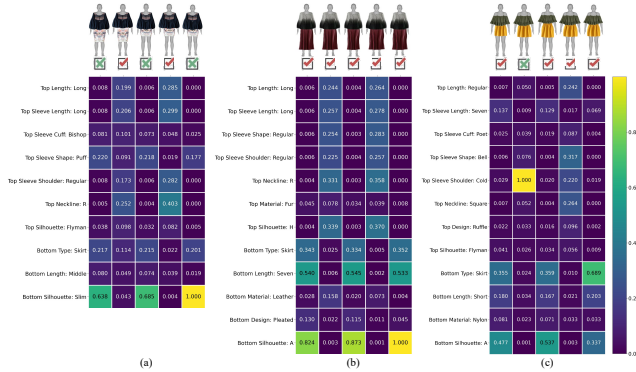 Top Length: Long 0.008 0.199 0.006 0.285 0.000
Top Sleeve Length: Long 0.008 0.206 0.006 0.299 0.000
Top Sleeve Cuff: Bishop 0.081 0.101 0.073 0.048 0.025
Top Sleeve Shape: Puff 0.220 0.091 0.218 0.019 0.177
Top Sleeve Shoulder: Regular 0.008 0.173 0.006 0.282 0.000
Top Neckline: R 0.005 0.252 0.004 0.403 0.000
Top Silhouette: Flyman 0.038 0.098 0.032 0.082 0.005
Bottom Type: Skirt 0.217 0.114 0.215 0.022 0.201
Bottom Length: Middle 0.080 0.049 0.074 0.039 0.019
Bottom Silhouette: Slim 0.638 0.043 0.685 0.004 1.000
(a)
Top Length: Long 0.006 0.244 0.004 0.264 0.000
Top Sleeve Length: Long 0.006 0.257 0.004 0.278 0.000
Top Sleeve Shape: Regular 0.006 0.254 0.003 0.283 0.000
Top Sleeve Shoulder: Regular 0.006 0.225 0.004 0.257 0.000
Top Neckline: R 0.003 0.331 0.003 0.358 0.000
Top Material: Fur 0.045 0.078 0.034 0.039 0.009
Top Silhouette: H 0.004 0.339 0.003 0.370 0.000
Bottom Type: Skirt 0.343 0.025 0.334 0.005 0.352
Bottom Length: Seven 0.540 0.006 0.545 0.002 0.533
Bottom Material: Leather 0.028 0.158 0.020 0.073 0.004
Bottom Design: Pleated 0.130 0.022 0.115 0.011 0.045
Bottom Silhouette: A 0.824 0.003 0.873 0.001 1.000
(b)
Top Length: Regular 0.007 0.050 0.005 0.242 0.000
Top Sleeve Length: Seven 0.137 0.009 0.129 0.017 0.069
Top Sleeve Cuff: Poet 0.025 0.039 0.019 0.087 0.004
Top Sleeve Shape: Bell 0.006 0.076 0.004 0.317 0.000
Top Sleeve Shoulder: Cold 0.029 1.000 0.020 0.220 0.019
Top Neckline: Square 0.007 0.052 0.004 0.264 0.000
Top Design: Ruffle 0.022 0.033 0.016 0.096 0.002
Top Silhouette: Flyman 0.041 0.026 0.034 0.056 0.009
Bottom Type: Skirt 0.355 0.024 0.359 0.010 0.689
Bottom Length: Short 0.180 0.034 0.167 0.021 0.203
Bottom Material: Nylon 0.081 0.023 0.071 0.033 0.033
Bottom Silhouette: A 0.477 0.001 0.537 0.003 0.337
(c)
0.8
0.6
0.4
0.2
0.0